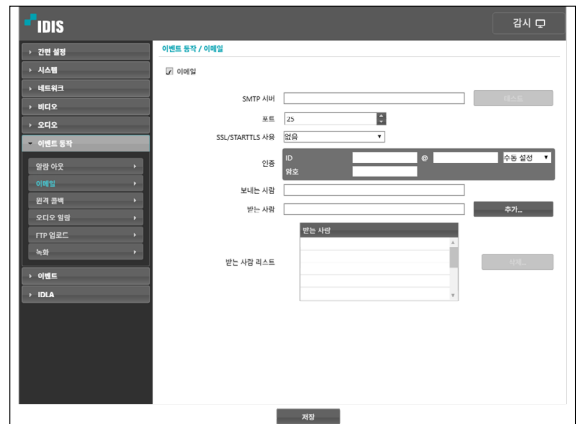 IDIS
감시
간편 설정
이벤트 동작 / 이메일
시스템
이메일
네트워크
비디오
SMTP 서버
테스트
오디오
포트
25
이벤트 동작
SSL/STARTTLS 사용
없음
알람 아웃
인증
ID
@
수동 설정
이메일
암호
원격 콜백
보내는 사람
오디오 알람
받는 사람
추가...
FTP 업로드
받는 사람
녹화
받는 사람 리스트
삭제...
이벤트
IDLA
저장